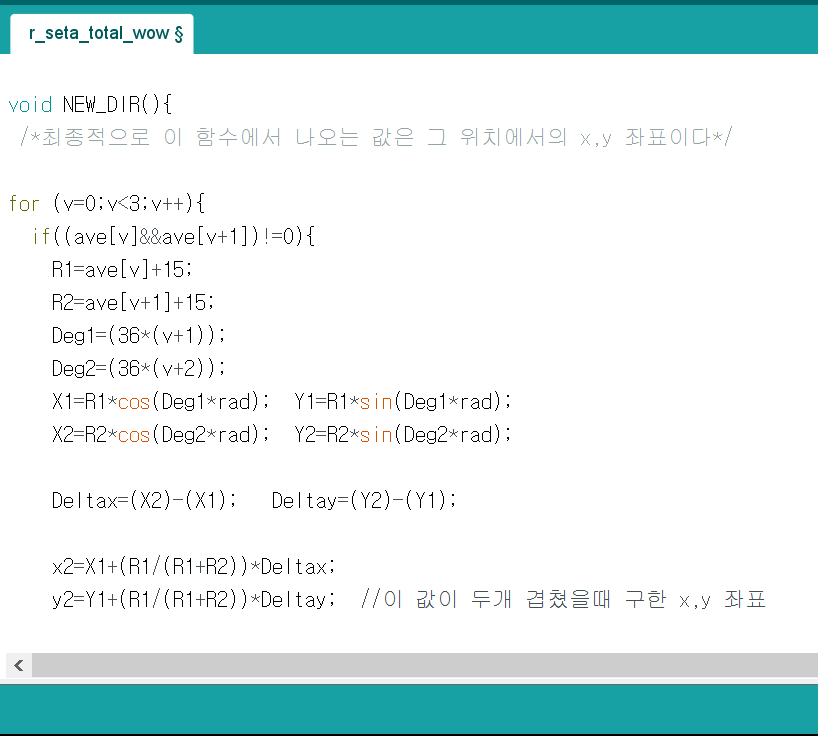 r_seta_total_wow §
void NEW_DIR(){
/*최종적으로 이 함수에서 나오는 값은 그 위치에서의 x,y 좌표이다*/
for (v=0;v<3;v++){
if((ave[v]&&ave[v+1])!=0){
R1=ave[v]+15;
R2=ave[v+1]+15;
Deg1=(36*(v+1));
Deg2=(36*(v+2));
X1=R1*cos(Deg1*rad);  Y1=R1*sin(Deg1*rad);
X2=R2*cos(Deg2*rad);  Y2=R2*sin(Deg2*rad);
Deltax=(X2)-(X1);   Deltay=(Y2)-(Y1);
x2=X1+(R1/(R1+R2))*Deltax;
y2=Y1+(R1/(R1+R2))*Deltay;  //이 값이 두개 겹쳤을때 구한 x,y 좌표